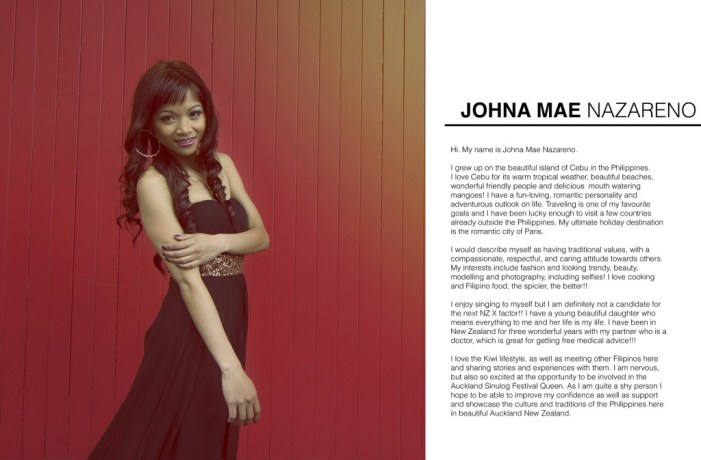 JOHNA MAE NAZARENO
Hi. My name is Johna Mae Nazareno.
I grew up on the beautiful island of Cebu in the Philippines.
I love Cebu for its warm tropical weather, beautiful beaches,
wonderful friendly people and delicious mouth watering
mangoes! I have a fun-loving, romantic personality and
adventurous outlook on life. Traveling is one of my favourite
goals and I have been lucky enough to visit a few countries
already outside the Philippines. My ultimate holiday destination
is the romantic city of Paris.
I would describe myself as having traditional values, with a
compassionate, respectful, and caring attitude towards others.
My interests include fashion and looking trendy, beauty,
modelling and photography, including selfies! I love cooking
and Filipino food, the spicier, the better!!
I enjoy singing to myself but I am definitely not a candidate for
the next NZ X factor!! I have a young beautiful daughter who
means everything to me and her life is my life. I have been in
New Zealand for three wonderful years with my partner who is a
doctor, which is great for getting free medical advice!!!
I love the Kiwi lifestyle, as well as meeting other Filipinos here
and sharing stories and experiences with them. I am nervous,
but also so excited at the opportunity to be involved in the
Auckland Sinulog Festival Queen. As I am quite a shy person I
hope to be able to improve my confidence as well as support
and showcase the culture and traditions of the Philippines here
in beautiful Auckland New Zealand.